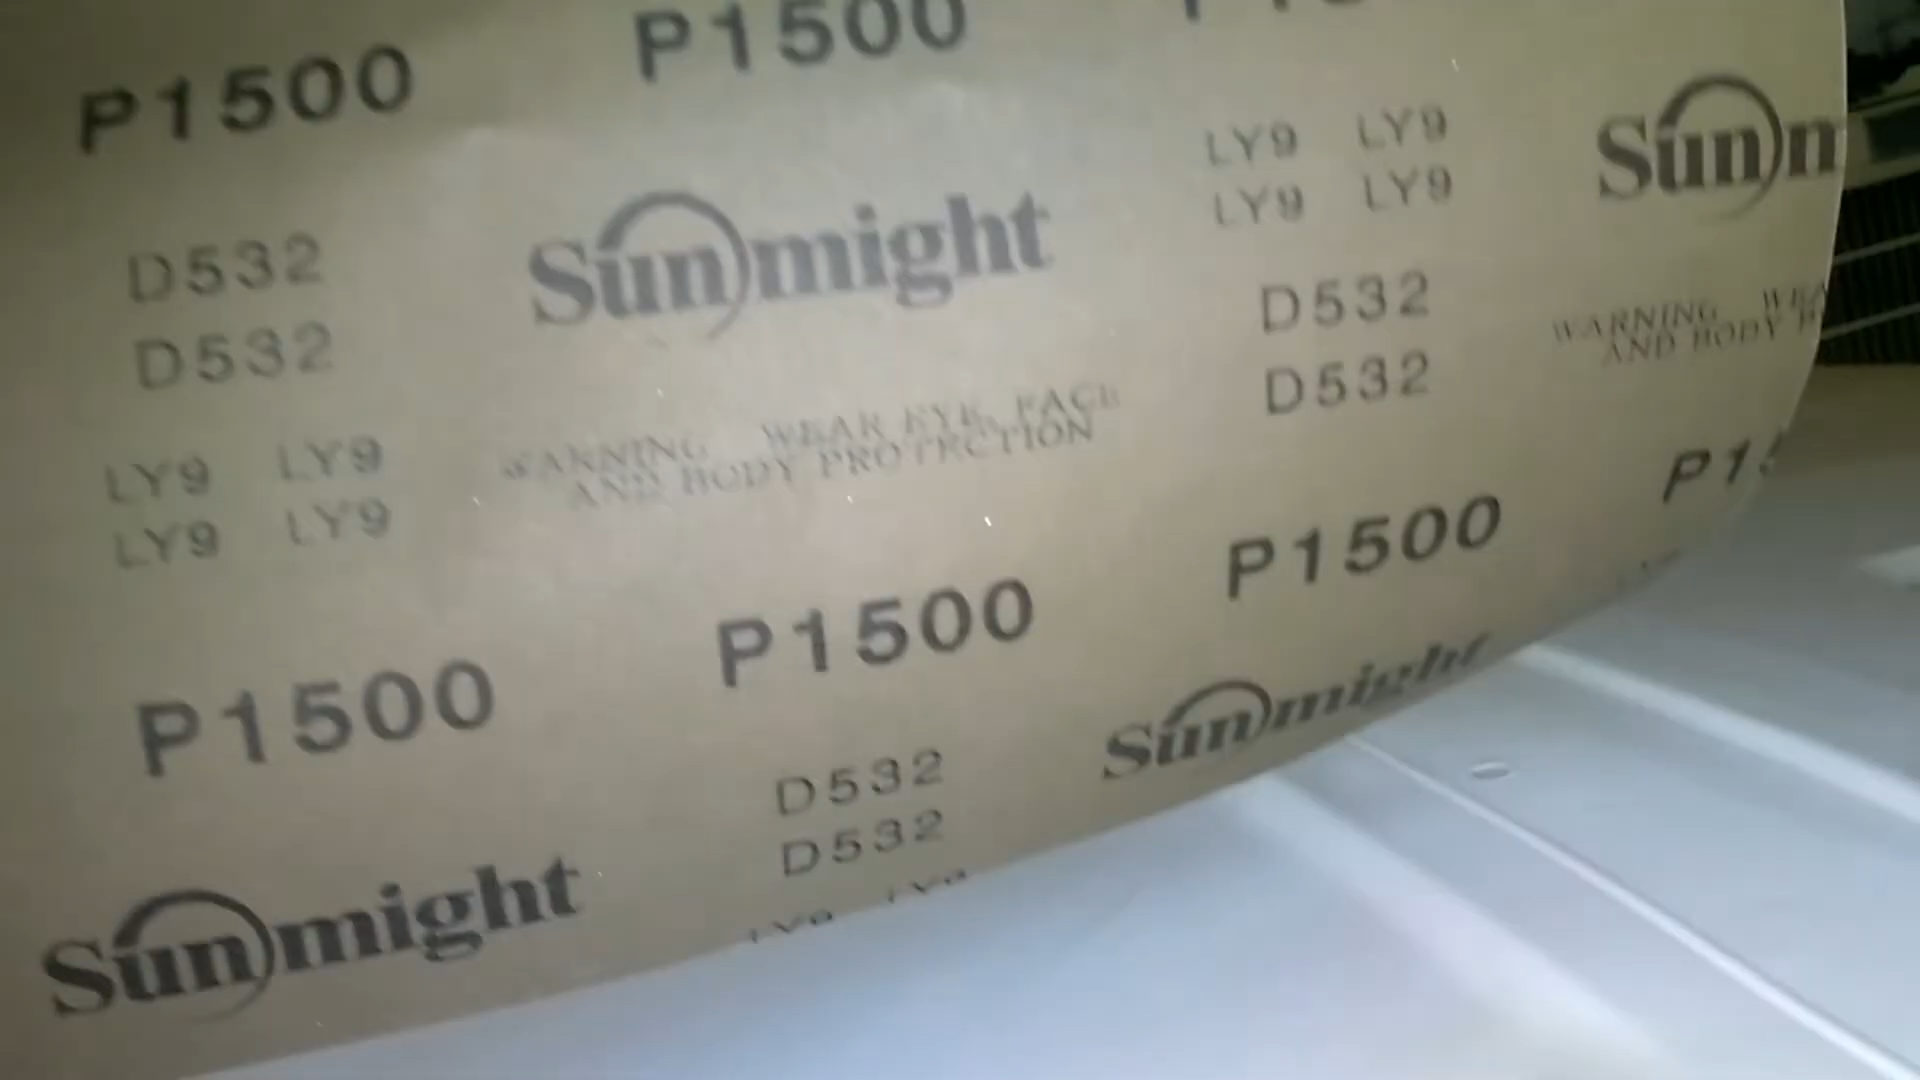 P1500 P1500
LY9 LY9
LY9 LY9
Sunmight
Sunm
D532
D532
D532
D532
WARNING WEAR EYE, FACE
AND BODY PROTECTION
WARNING
AND BODY
LY9 LY9
LY9 LY9
P1500 P1500 P1500
Sunmight
D532
D532
Sunmight